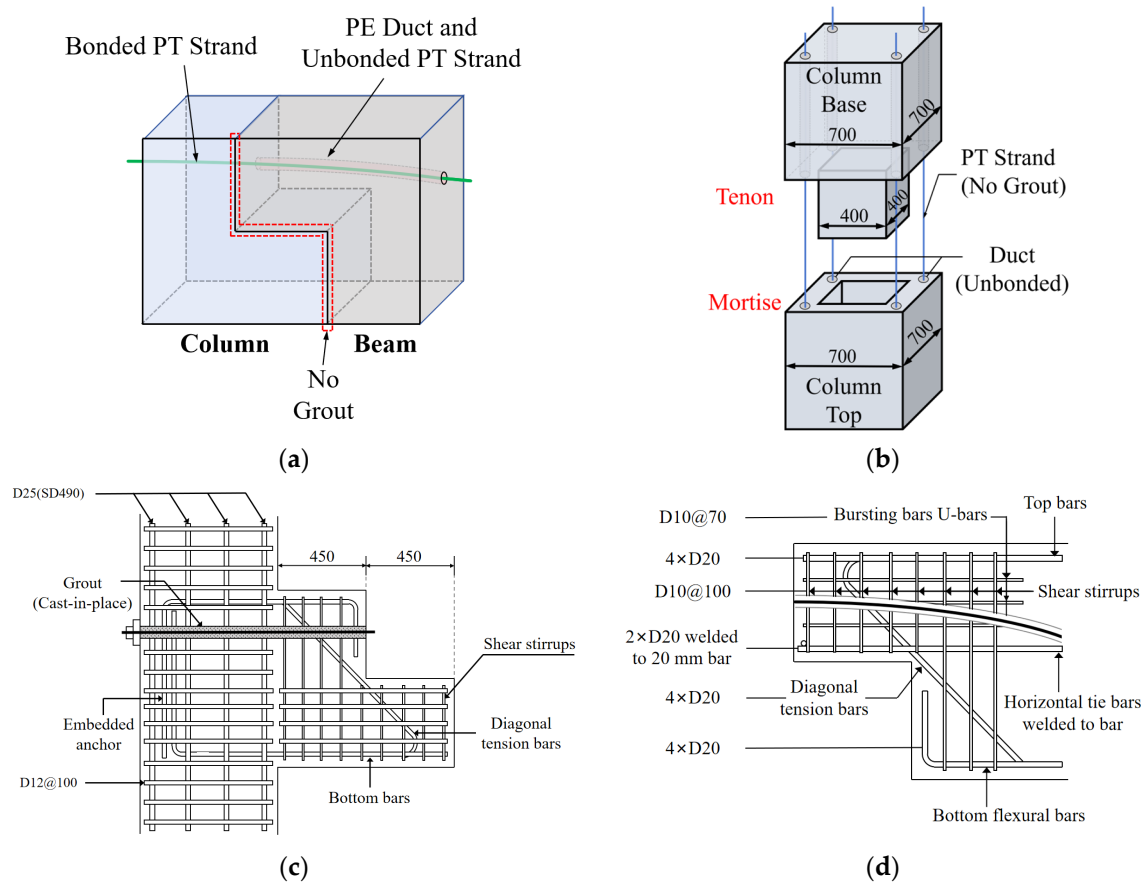 Bonded PT Strand
PE Duct and
Unbonded PT Strand
Column
Beam
No
Grout
(a)
Column
Base
700
700
PT Strand
(No Grout)
Tenon
400
400
Duct
(Unbonded)
Mortise
700
700
Column
Top
(b)
D25(SD490)
450
450
Grout
(Cast-in-place)
Shear stirrups
Embedded
anchor
Diagonal
tension bars
D12@100
Bottom bars
(c)
D10@70
Bursting bars U-bars
Top bars
4×D20
D10@100
Shear stirrups
2×D20 welded
to 20 mm bar
4×D20
Diagonal
tension bars
Horizontal tie bars
welded to bar
4×D20
Bottom flexural bars
(d)